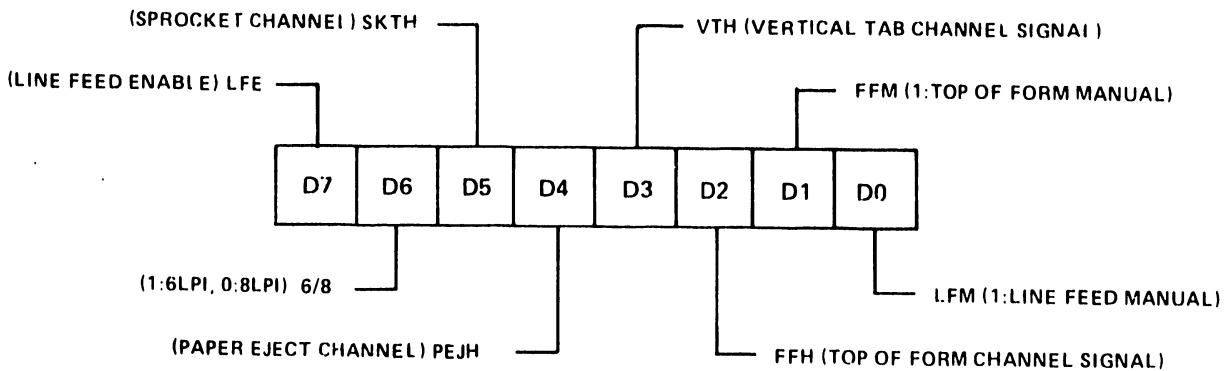 (SPROCKET CHANNEL) SKTH
VTH (VERTICAL TAB CHANNEL SIGNAL)
(LINE FEED ENABLE) LFE
FFM (1:TOP OF FORM MANUAL)
D7 D6 D5 D4 D3 D2 D1 D0
(1:6LPI, 0:8LPI) 6/8
LFM (1:LINE FEED MANUAL)
(PAPER EJECT CHANNEL) PEJH
FFH (TOP OF FORM CHANNEL SIGNAL)